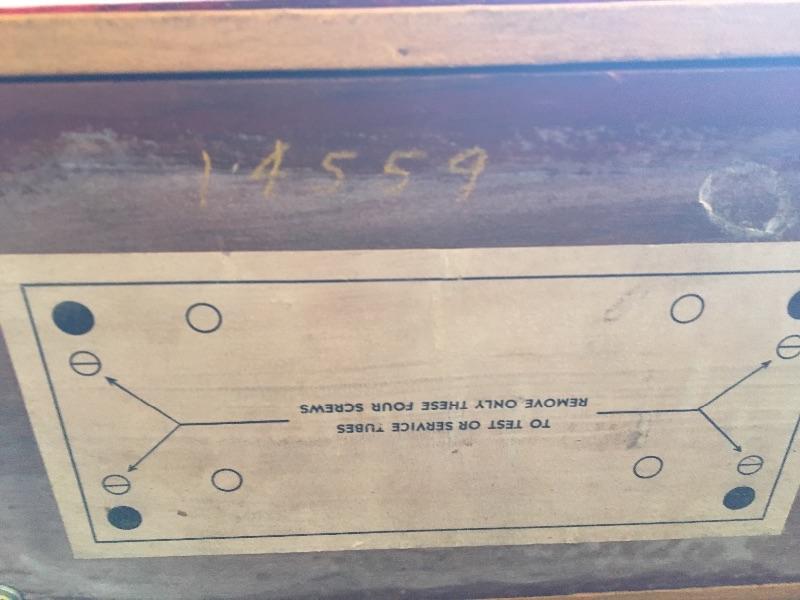 14559
TO TEST OR SERVICE TUBES
REMOVE ONLY THESE FOUR SCREWS